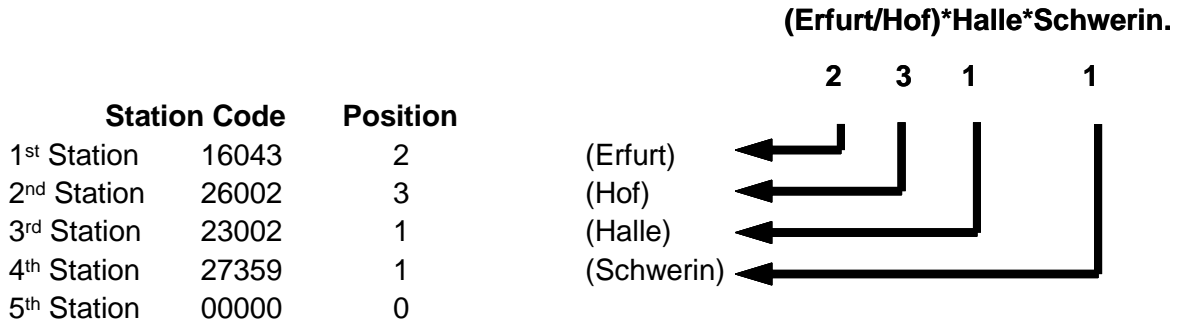 (Erfurt/Hof)*Halle*Schwerin.
2 3 1 1
Station Code Position
1st Station 16043 2 (Erfurt)
2nd Station 26002 3 (Hof)
3rd Station 23002 1 (Halle)
4th Station 27359 1 (Schwerin)
5th Station 00000 0